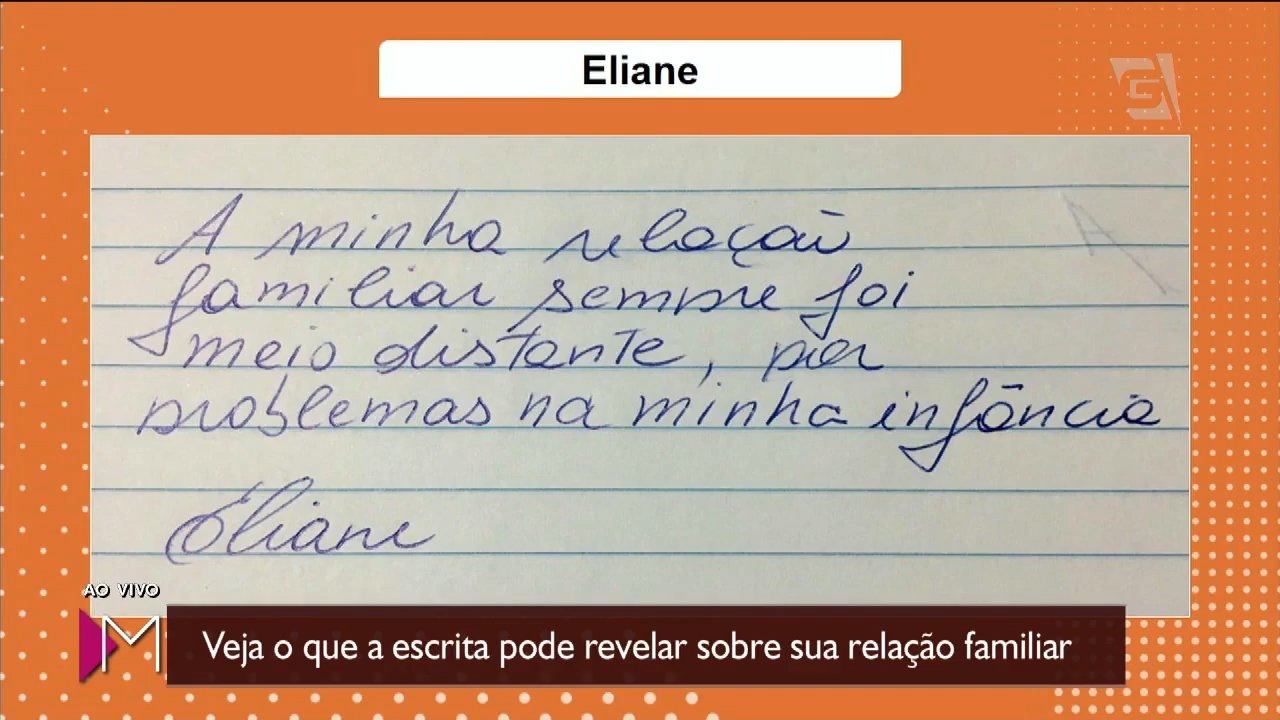 Eliane
A minha relação
familiar sempre foi
meio distante, por
problemas na minha infância
Eliane
AO VIVO
M
Veja o que a escrita pode revelar sobre sua relação familiar